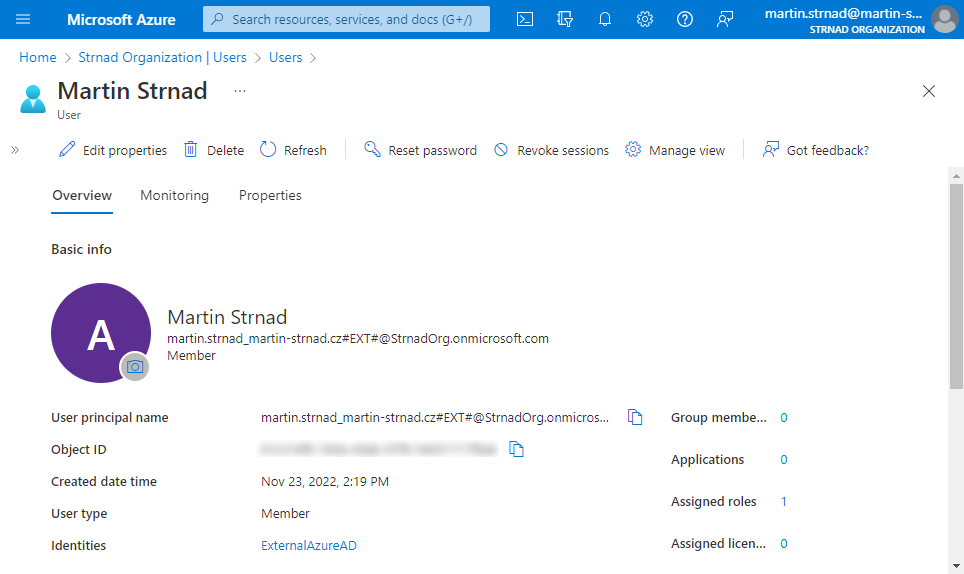 Microsoft Azure
Search resources, services, and docs (G+/)
martin.strnad@martin-s...
STRNAD ORGANIZATION
Home > Strnad Organization | Users > Users >
Martin Strnad ...
User
» Edit properties Delete Refresh Reset password Revoke sessions Manage view Got feedback?
Overview Monitoring Properties
Basic info
A
Martin Strnad
martin.strnad_martin-strnad.cz#EXT#@StrnadOrg.onmicrosoft.com
Member
User principal name martin.strnad_martin-strnad.cz#EXT#@StrnadOrg.onmicros... Group membe... 0
Object ID
Applications 0
Created date time Nov 23, 2022, 2:19 PM
Assigned roles 1
User type Member
Identities ExternalAzureAD Assigned licen... 0